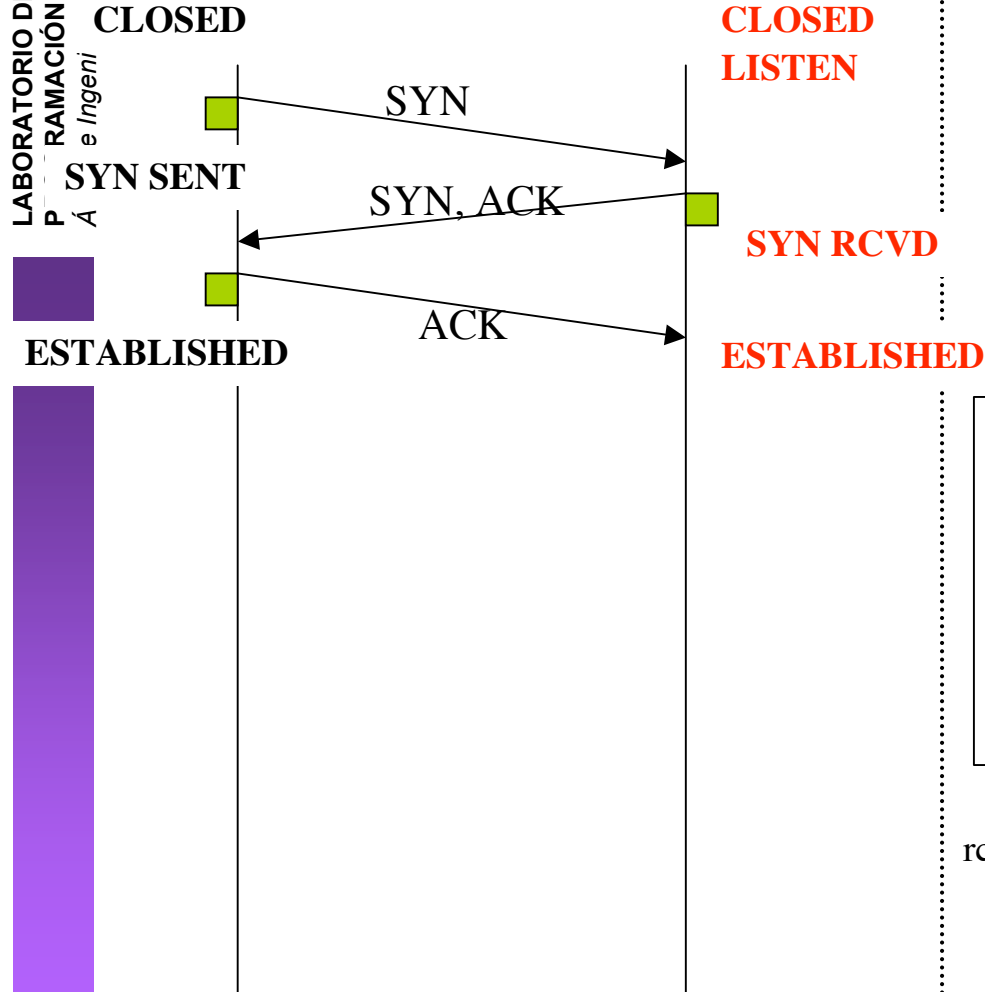 LABORATORIO D
P RAMACIÓN
Á e Ingeni
CLOSED
CLOSED
LISTEN
SYN
SYN SENT
SYN, ACK
SYN RCVD
ACK
ESTABLISHED
ESTABLISHED